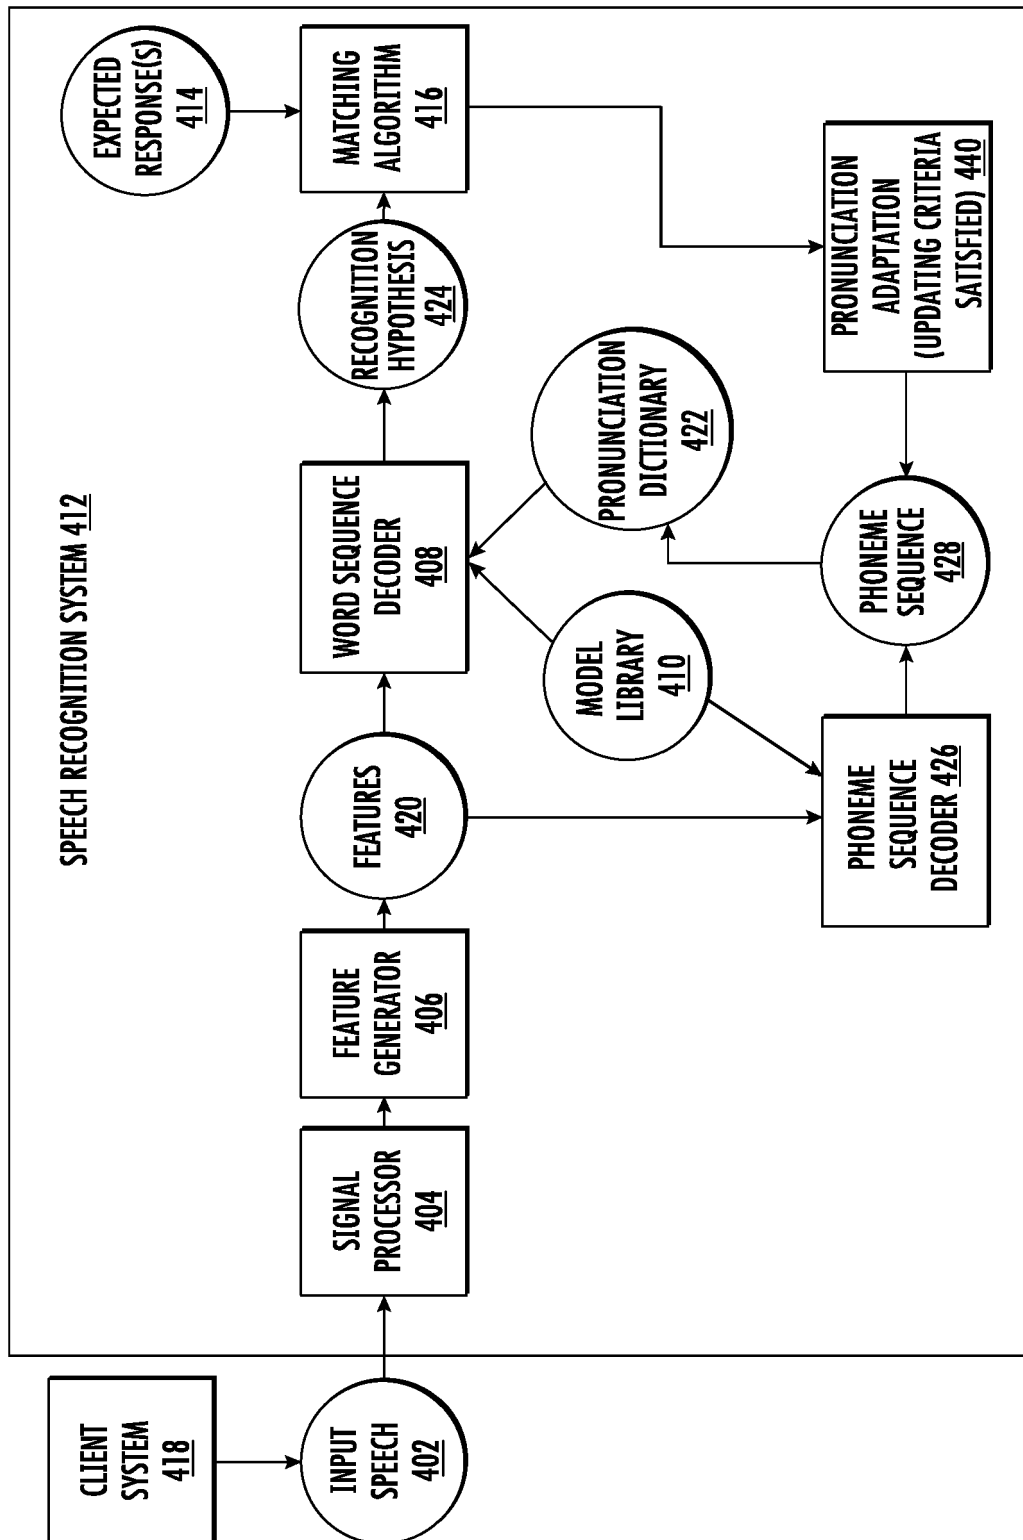 SPEECH RECOGNITION SYSTEM 412
CLIENT
SYSTEM
418
INPUT
SPEECH
402
SIGNAL
PROCESSOR
404
FEATURE
GENERATOR
406
FEATURES
420
WORD SEQUENCE
DECODER
408
RECOGNITION
HYPOTHESIS
424
MATCHING
ALGORITHM
416
EXPECTED
RESPONSE(S)
414
MODEL
LIBRARY
410
PRONUNCIATION
DICTIONARY
422
PHONEME
SEQUENCE
DECODER 426
PHONEME
SEQUENCE
428
PRONUNCIATION
ADAPTATION
(UPDATING CRITERIA
SATISFIED) 440